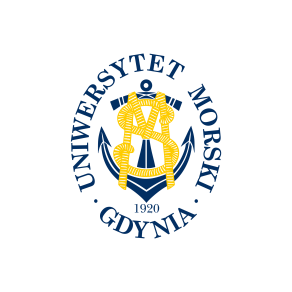 UNIWERSYTET MORSKI
1920
· GDYNIA ·